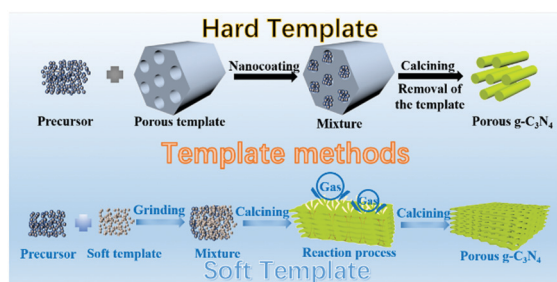 Hard Template
Nanocoating
Calcining
Removal of
the template
Precursor
Porous template
Mixture
Porous g-C₃N₄
Template methods
Gas
Gas
Grinding
Calcining
Calcining
Precursor
Soft template
Mixture
Reaction process
Porous g-C₃N₄
Soft Template